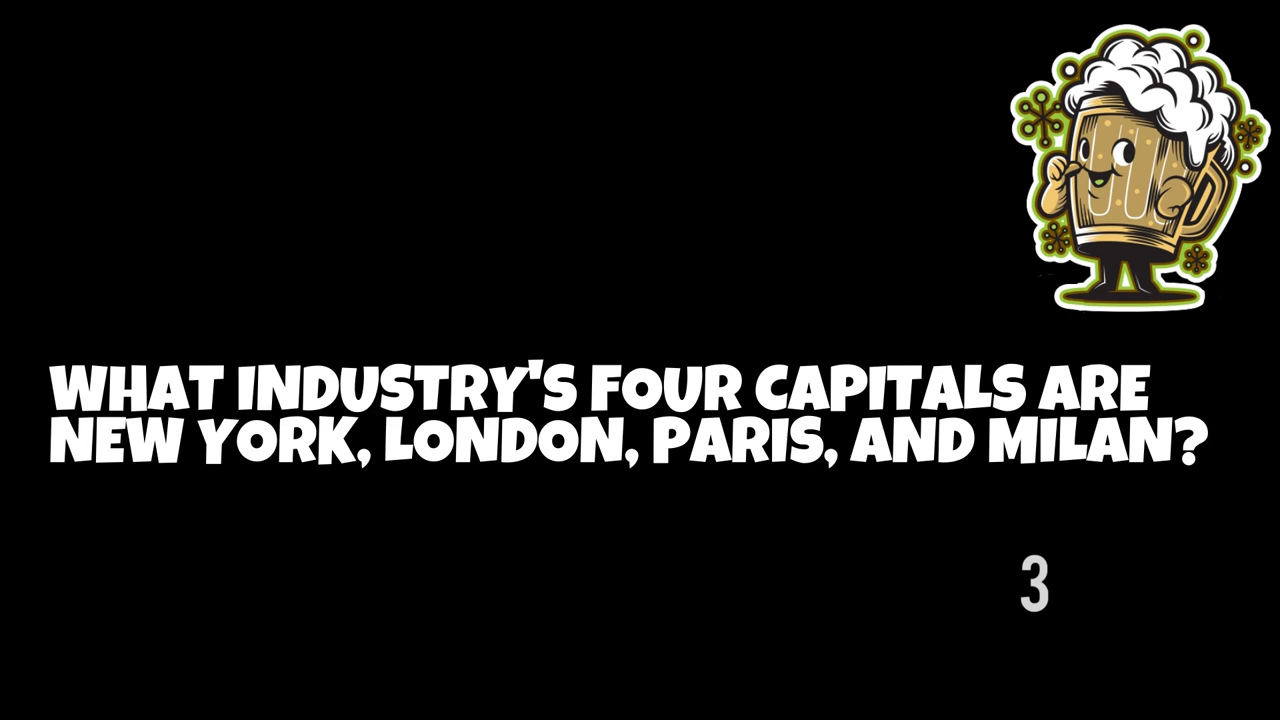 WHAT INDUSTRY'S FOUR CAPITALS ARE
NEW YORK, LONDON, PARIS, AND MILAN?
3